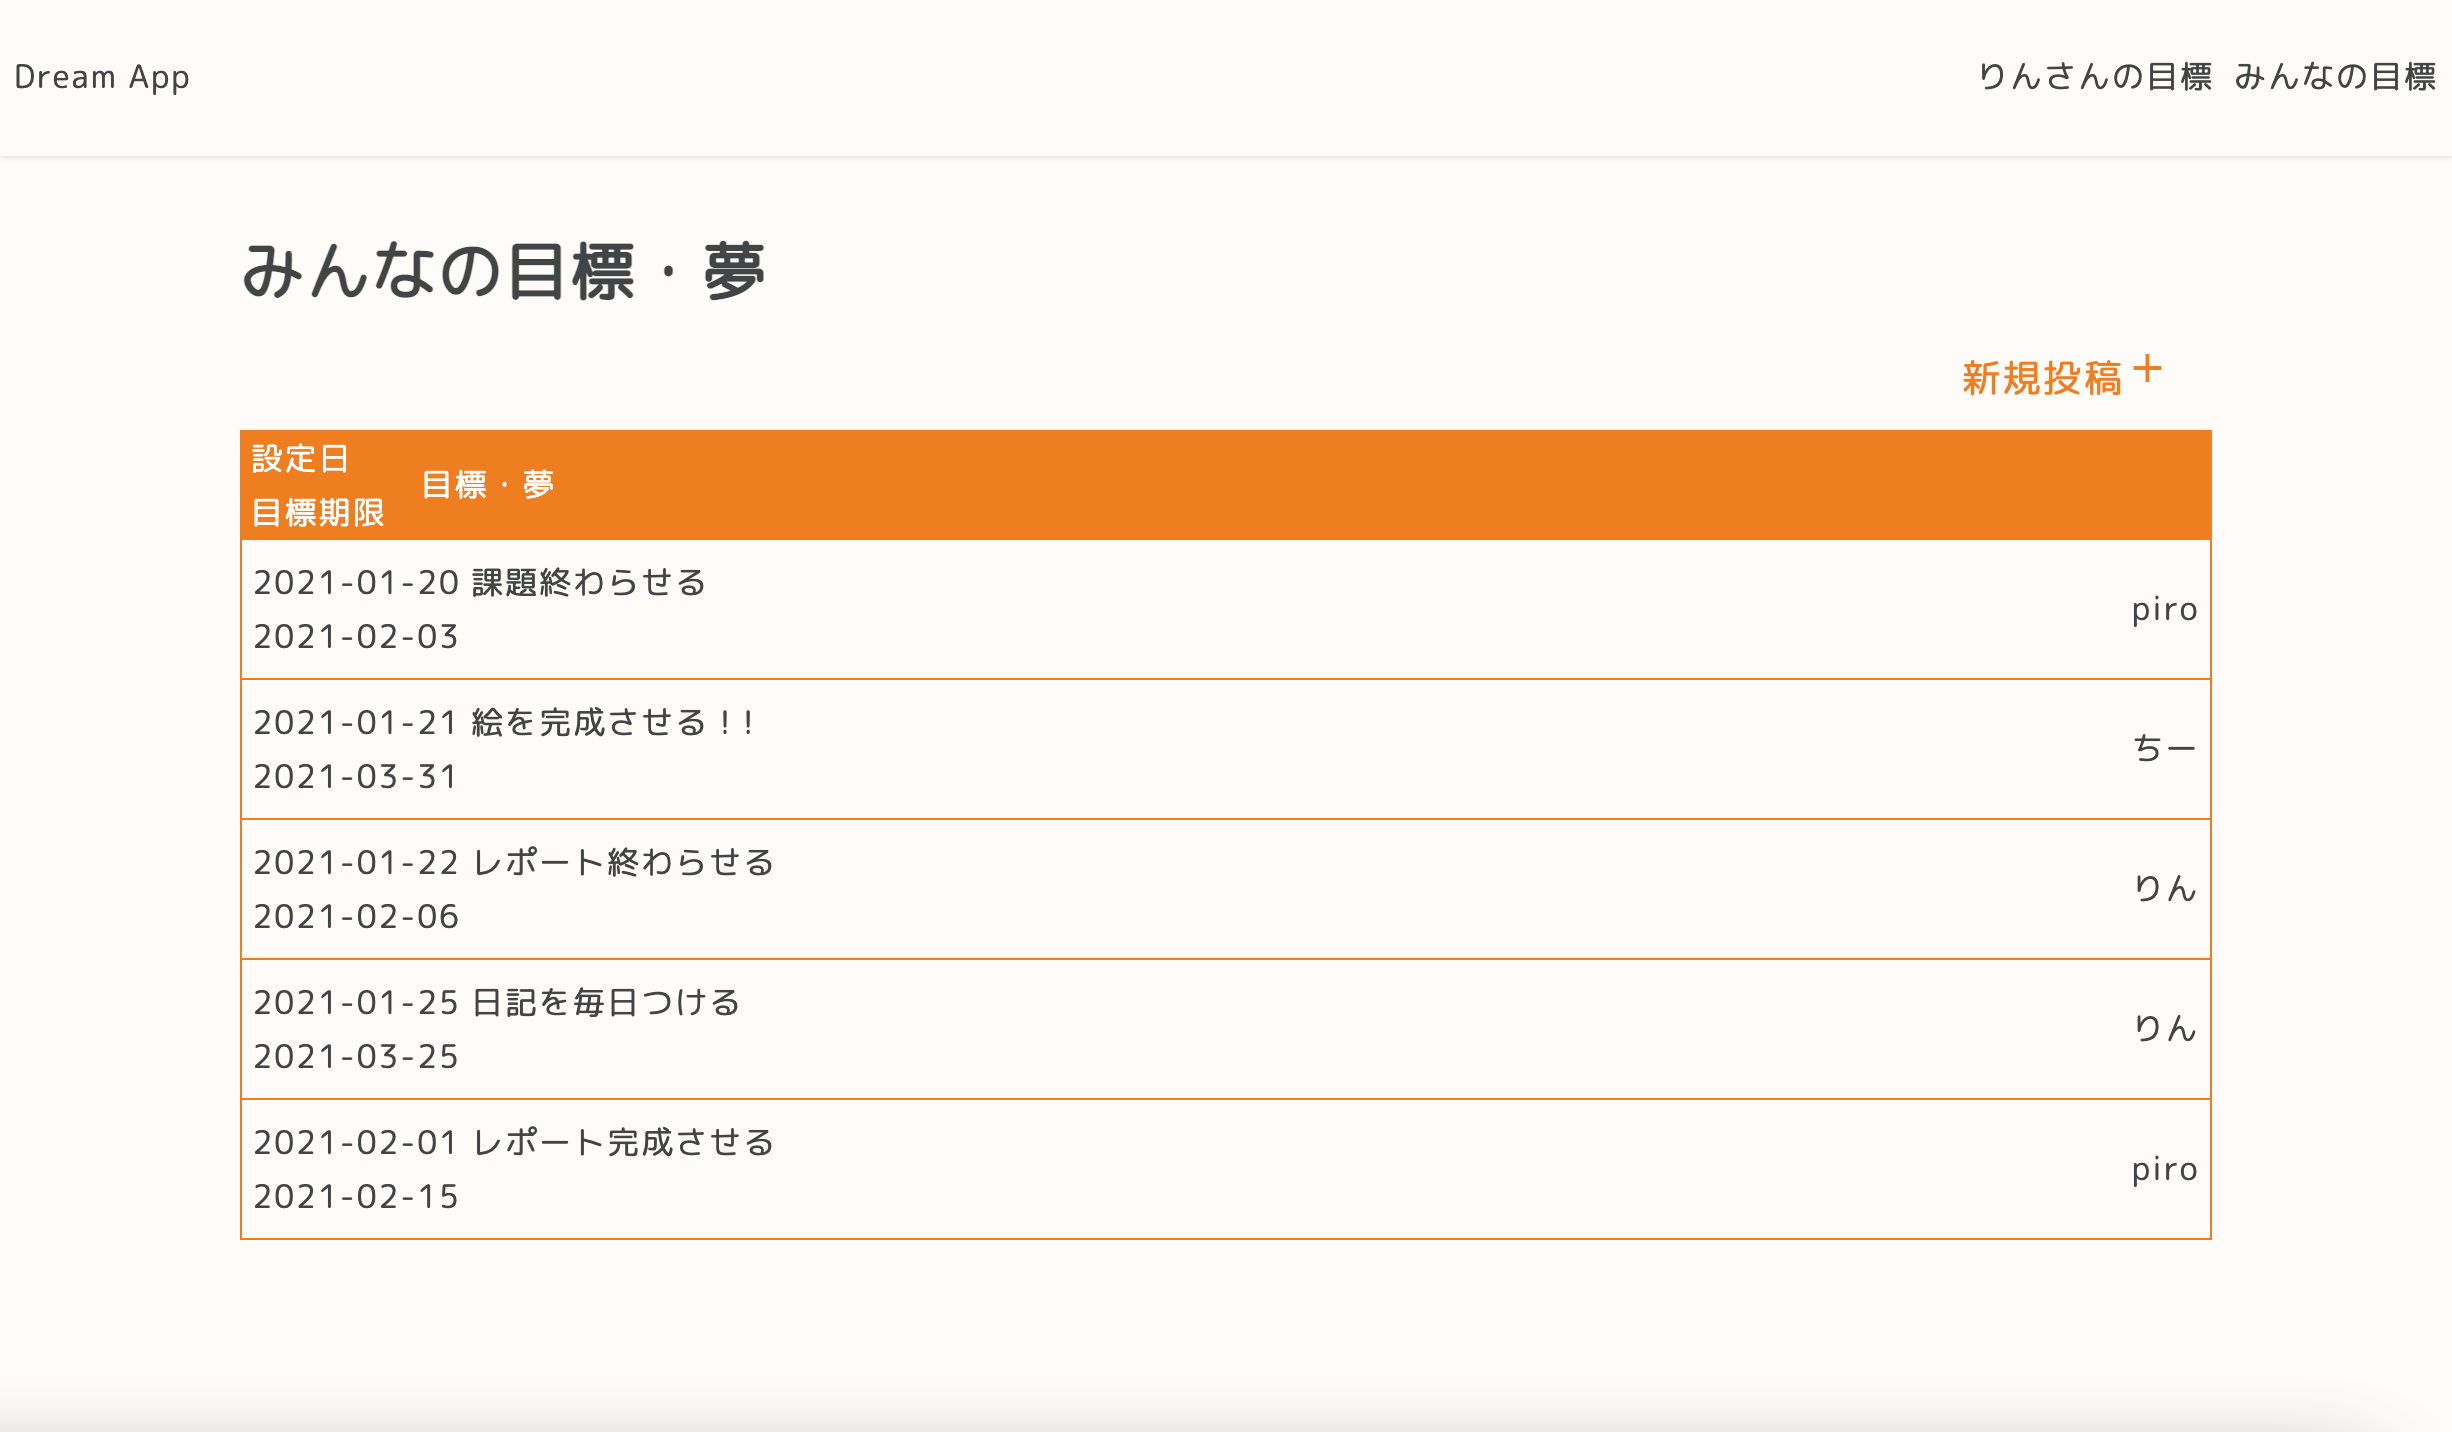 Dream App りんさんの目標 みんなの目標
みんなの目標・夢
新規投稿+
設定日
目標期限
目標・夢
2021-01-20 課題終わらせる
2021-02-03
piro
2021-01-21 絵を完成させる！！
2021-03-31
ちー
2021-01-22 レポート終わらせる
2021-02-06
りん
2021-01-25 日記を毎日つける
2021-03-25
りん
2021-02-01 レポート完成させる
2021-02-15
piro